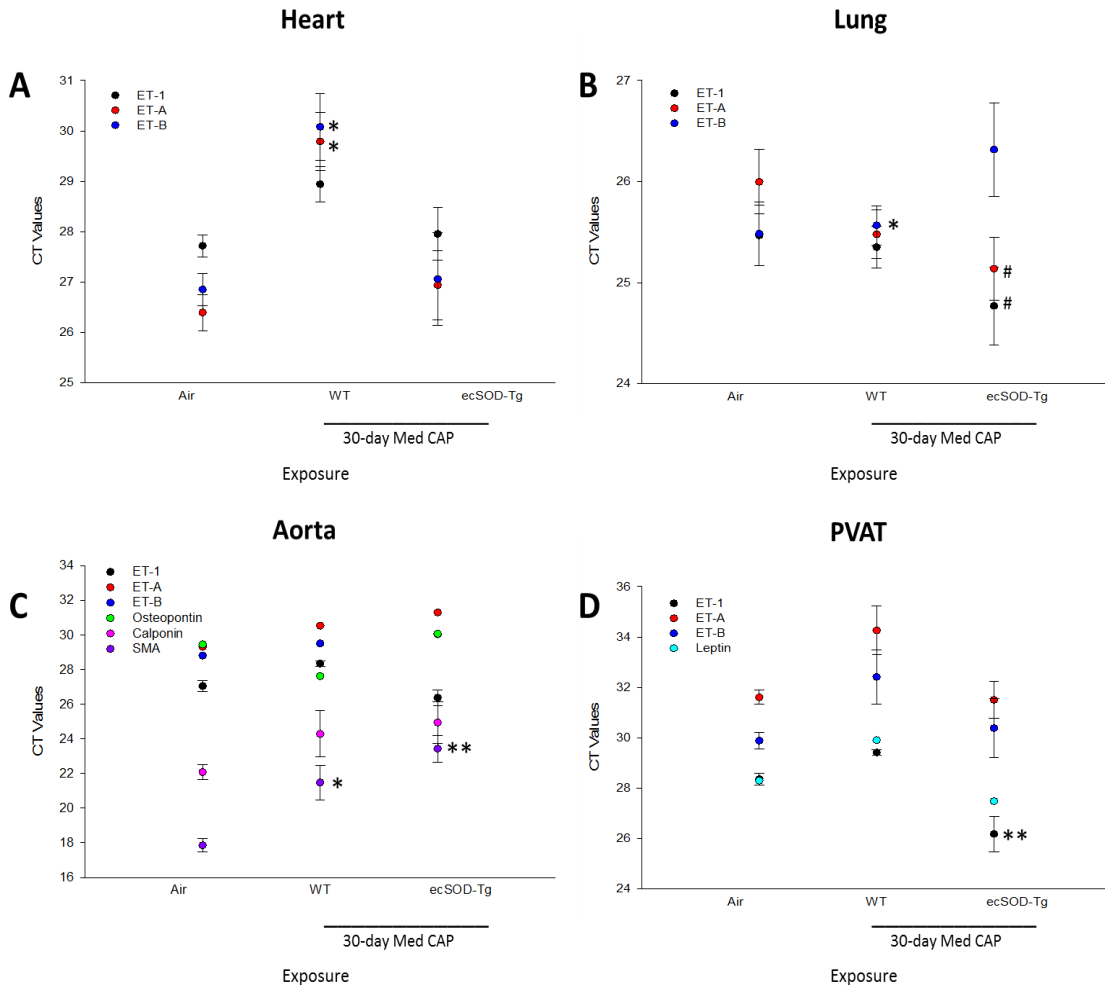 Heart
A
31
30
29
28
27
26
25
CT Values
ET-1
ET-A
ET-B
*
*
Air
WT
ecSOD-Tg
30-day Med CAP
Exposure
Lung
B
27
26
25
24
CT Values
ET-1
ET-A
ET-B
*
#
#
Air
WT
ecSOD-Tg
30-day Med CAP
Exposure
Aorta
C
34
32
30
28
26
24
22
20
18
16
CT Values
ET-1
ET-A
ET-B
Osteopontin
Calponin
SMA
*
**
Air
WT
ecSOD-Tg
30-day Med CAP
Exposure
PVAT
D
36
34
32
30
28
26
24
CT Values
ET-1
ET-A
ET-B
Leptin
**
Air
WT
ecSOD-Tg
30-day Med CAP
Exposure